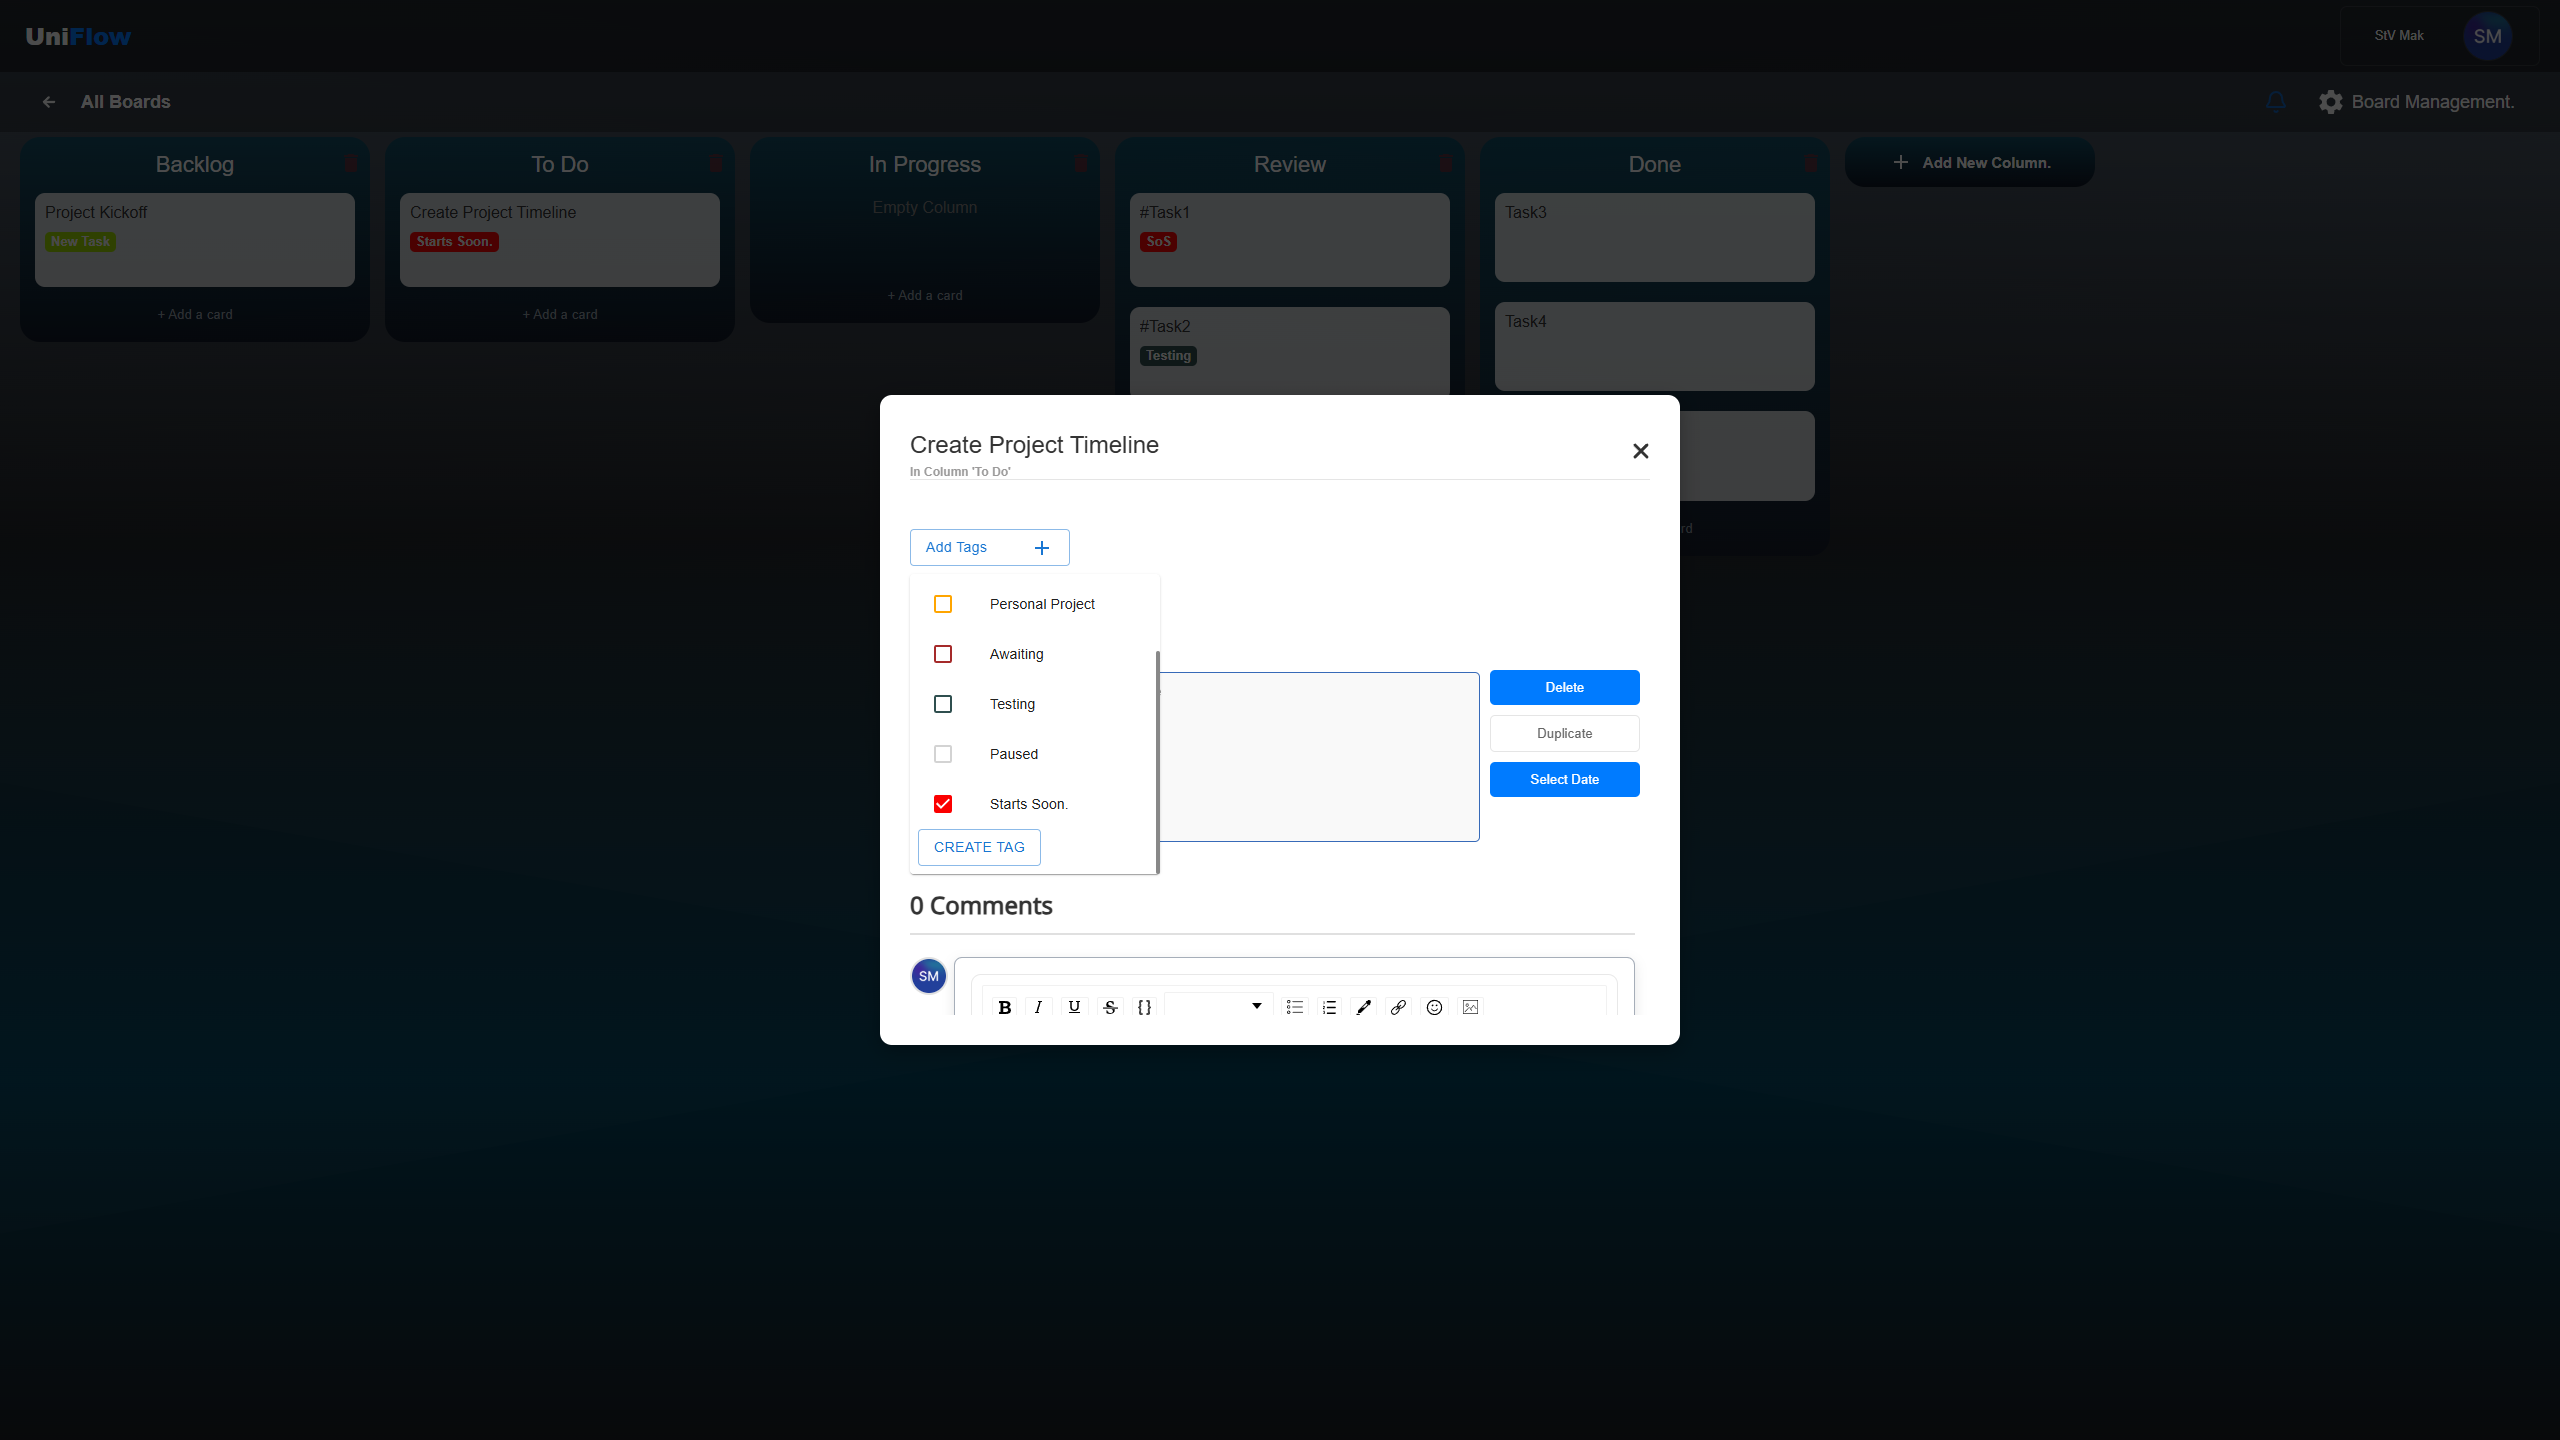 UniFlow
StV Mak
SM
All Boards
Board Management.
Backlog
Project Kickoff
New Task
+ Add a card
To Do
Create Project Timeline
Starts Soon.
+ Add a card
In Progress
Empty Column
+ Add a card
Review
#Task1
SoS
#Task2
Testing
Done
Task3
Task4
rd
+ Add New Column.
Create Project Timeline
In Column 'To Do'
Add Tags +
Personal Project
Awaiting
Testing
Paused
Starts Soon.
CREATE TAG
Delete
Duplicate
Select Date
0 Comments
SM
B I U S {}